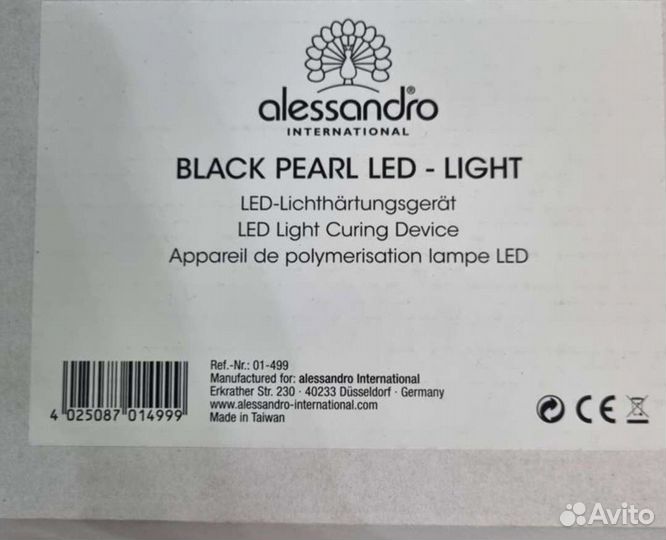 alessandro®
INTERNATIONAL
BLACK PEARL LED - LIGHT
LED-Lichthärtungsgerät
LED Light Curing Device
Appareil de polymerisation lampe LED
Ref.-Nr.: 01-499
Manufactured for: alessandro International
Erkrather Str. 230 · 40233 Düsseldorf · Germany
www.alessandro-international.com
Made in Taiwan
4 025087 014999
CE
Avito